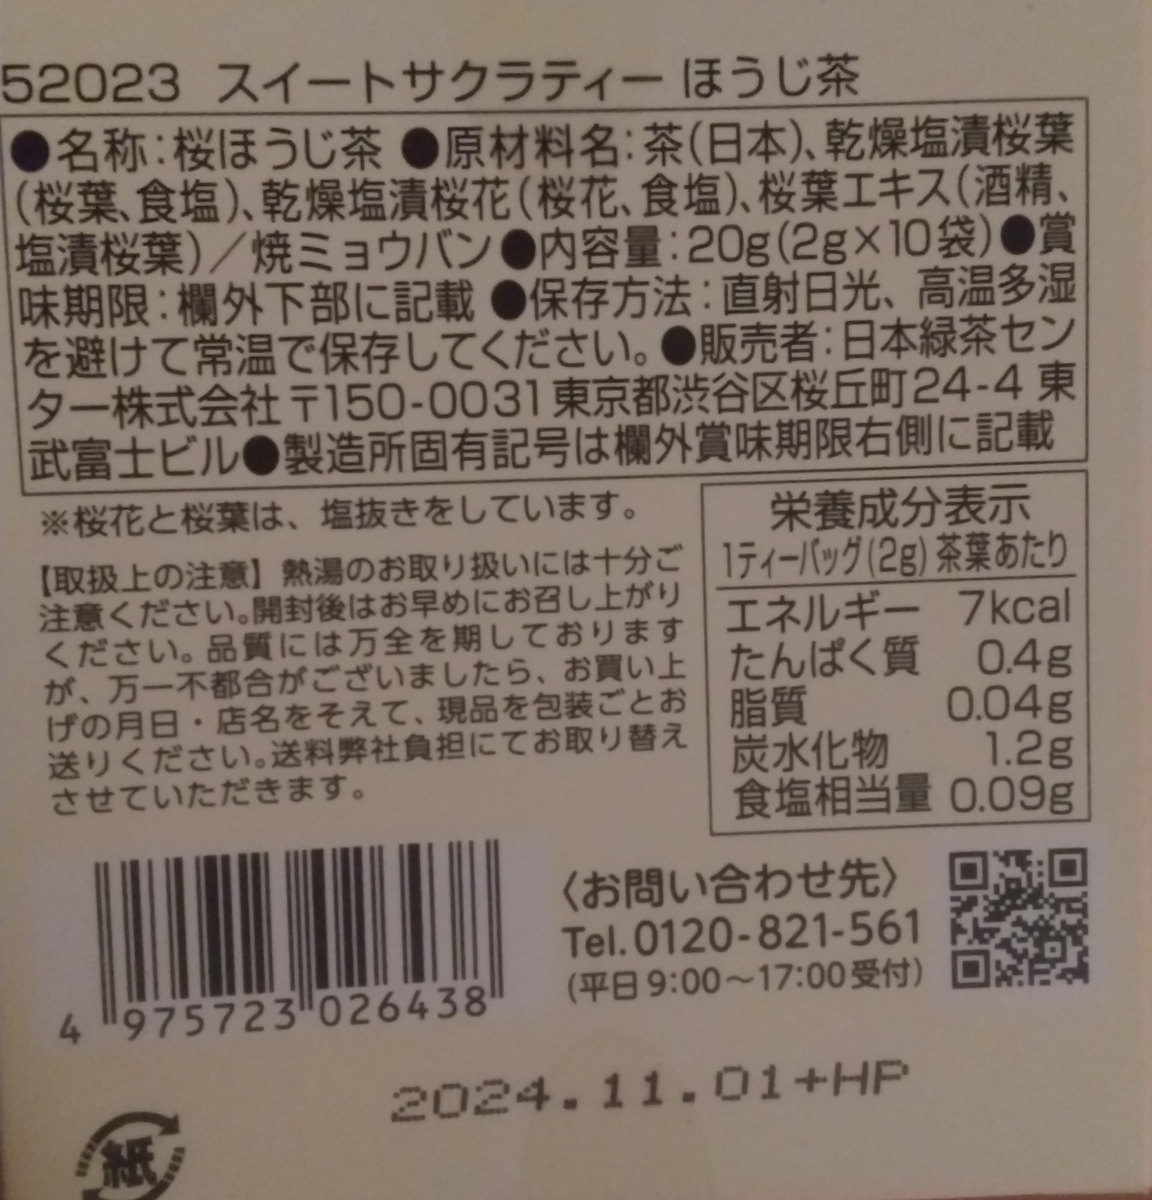 52023 スイートサクラティー ほうじ茶
●名称:桜ほうじ茶 ●原材料名:茶(日本)、乾燥塩漬桜葉
(桜葉、食塩)、乾燥塩漬桜花(桜花、食塩)、桜葉エキス(酒精、
塩漬桜葉)/焼ミョウバン●内容量:20g(2g×10袋)●賞
味期限:欄外下部に記載 ●保存方法:直射日光、高温多湿
を避けて常温で保存してください。●販売者:日本緑茶セン
ター株式会社 〒150-0031 東京都渋谷区桜丘町24-4 東
武富士ビル●製造所固有記号は欄外賞味期限右側に記載
※桜花と桜葉は、塩抜きをしています。
【取扱上の注意】熱湯のお取り扱いには十分ご
注意ください。開封後はお早めにお召し上がり
ください。品質には万全を期しております
が、万一不都合がございましたら、お買い上
げの月日・店名をそえて、現品を包装ごとお
送りください。送料弊社負担にてお取り替え
させていただきます。
栄養成分表示
1ティーバッグ(2g)茶葉あたり
エネルギー 7kcal
たんぱく質 0.4g
脂質 0.04g
炭水化物 1.2g
食塩相当量 0.09g
〈お問い合わせ先〉
Tel.0120-821-561
(平日9:00~17:00受付)
4 975723 026438
2024.11.01+HP
紙